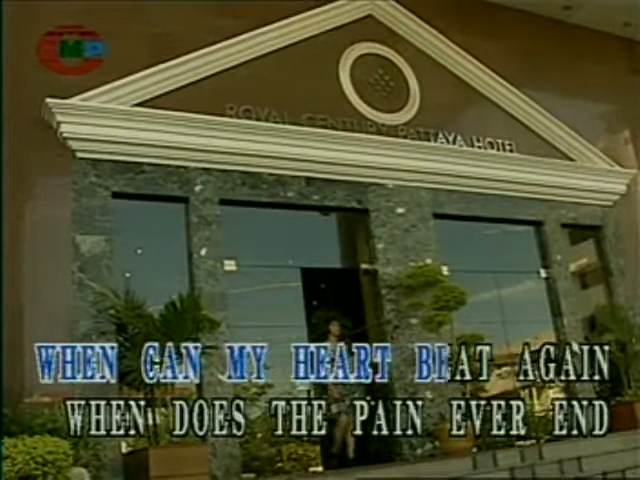 ROYAL CENTURY PATTAYA HOTEL
WHEN CAN MY HEART BEAT AGAIN
WHEN DOES THE PAIN EVER END